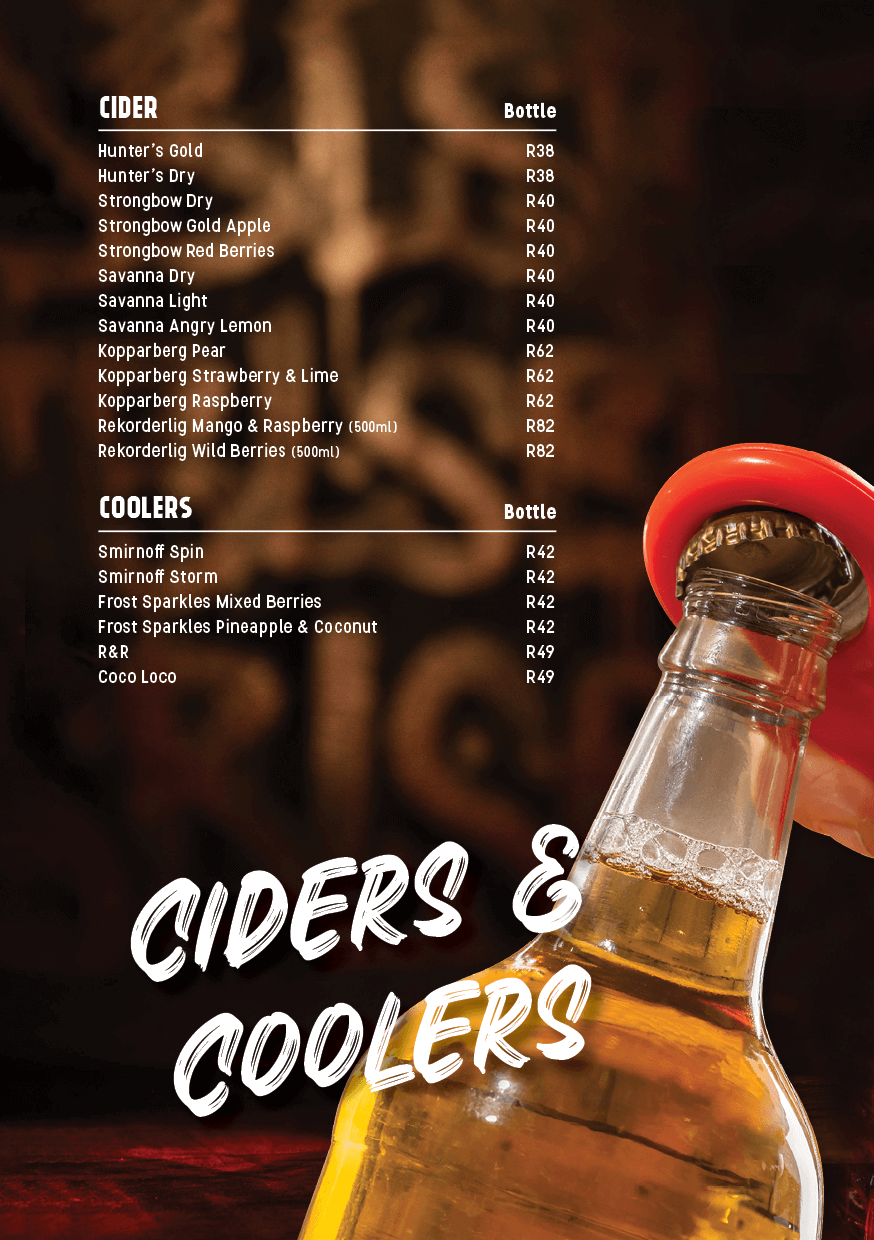 CIDER Bottle
Hunter's Gold R38
Hunter's Dry R38
Strongbow Dry R40
Strongbow Gold Apple R40
Strongbow Red Berries R40
Savanna Dry R40
Savanna Light R40
Savanna Angry Lemon R40
Kopparberg Pear R62
Kopparberg Strawberry & Lime R62
Kopparberg Raspberry R62
Rekorderlig Mango & Raspberry (500ml) R82
Rekorderlig Wild Berries (500ml) R82
COOLERS Bottle
Smirnoff Spin R42
Smirnoff Storm R42
Frost Sparkles Mixed Berries R42
Frost Sparkles Pineapple & Coconut R42
R&R R49
Coco Loco R49
CIDERS &
COOLERS